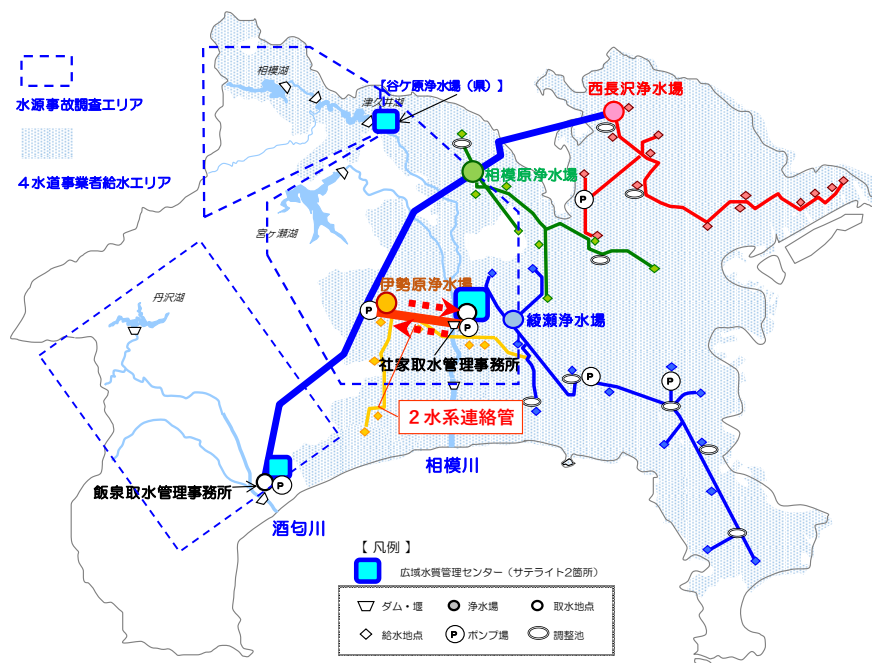 相模湖
【谷ケ原浄水場（県）】
津久井湖
西長沢浄水場
水源事故調査エリア
４水道事業者給水エリア
相模原浄水場
P
宮ヶ瀬湖
丹沢湖
伊勢原浄水場
P
P
綾瀬浄水場
社家取水管理事務所
P
P
２水系連絡管
相模川
飯泉取水管理事務所
P
酒匂川
【 凡例 】
広域水質管理センター（サテライト2箇所）
ダム・堰
浄水場
取水地点
給水地点
P
ポンプ場
調整池